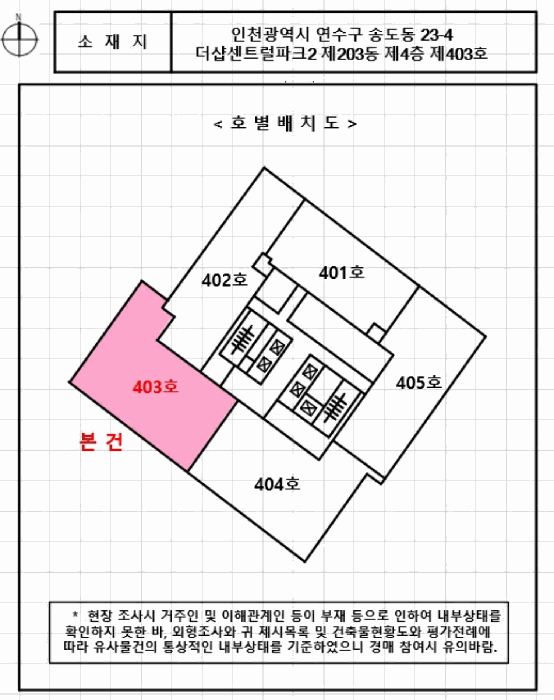 N
소 재 지
인천광역시 연수구 송도동 23-4
더샵센트럴파크2 제203동 제4층 제403호
< 호 별 배 치 도 >
401호
402호
405호
403호
본 건
404호
* 현장 조사시 거주인 및 이해관계인 등이 부재 등으로 인하여 내부상태를
확인하지 못한 바, 외형조사와 귀 제시목록 및 건축물현황도와 평가전례에
따라 유사물건의 통상적인 내부상태를 기준하였으니 경매 참여시 유의바람.